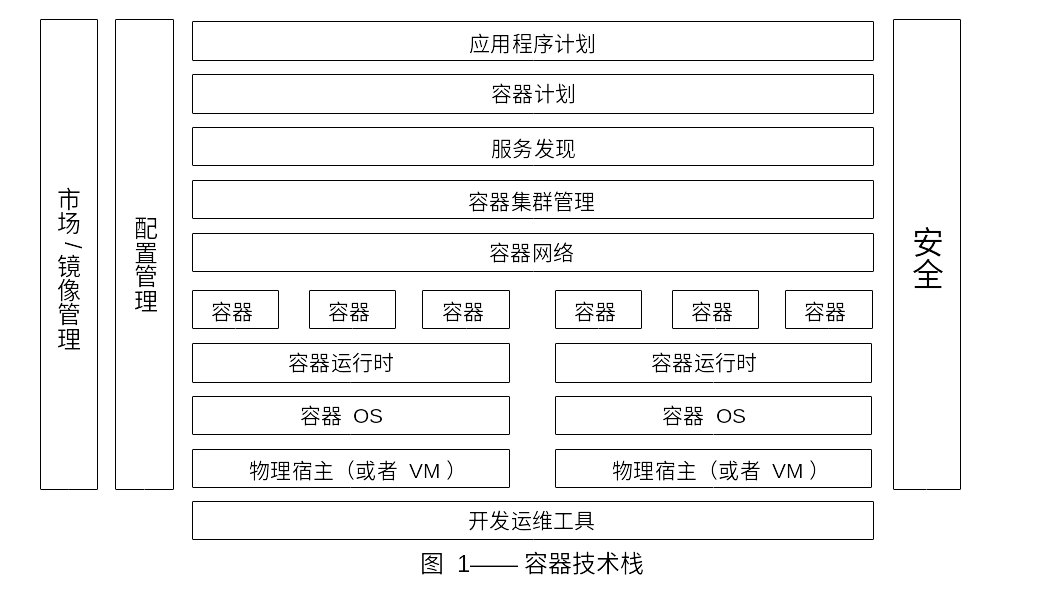 市场/镜像管理
配置管理
应用程序计划
容器计划
服务发现
容器集群管理
容器网络
容器 容器 容器 容器 容器 容器
容器运行时 容器运行时
容器 OS 容器 OS
物理宿主（或者 VM ） 物理宿主（或者 VM ）
开发运维工具
安全
图 1—— 容器技术栈